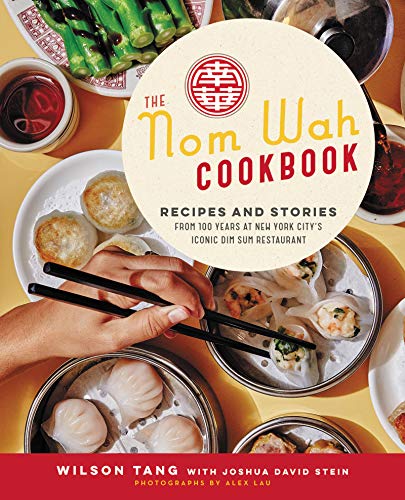 華
THE
Nom Wah
COOKBOOK
RECIPES AND STORIES
FROM 100 YEARS AT NEW YORK CITY'S
ICONIC DIM SUM RESTAURANT
WILSON TANG WITH JOSHUA DAVID STEIN
PHOTOGRAPHS BY ALEX LAU